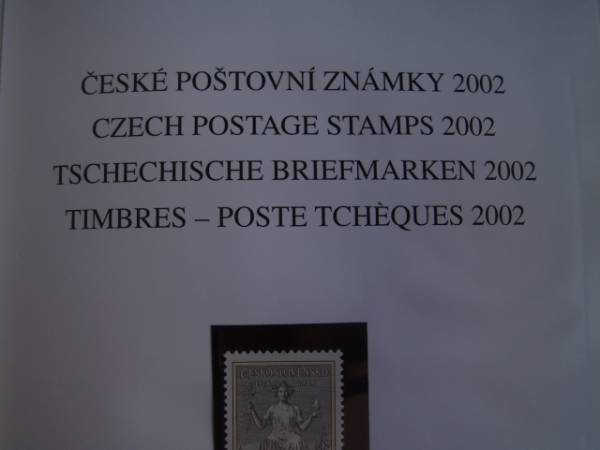 ČESKÉ POŠTOVNÍ ZNÁMKY 2002
CZECH POSTAGE STAMPS 2002
TSCHECHISCHE BRIEFMARKEN 2002
TIMBRES – POSTE TCHÈQUES 2002
ČESKOSLOVENSKO